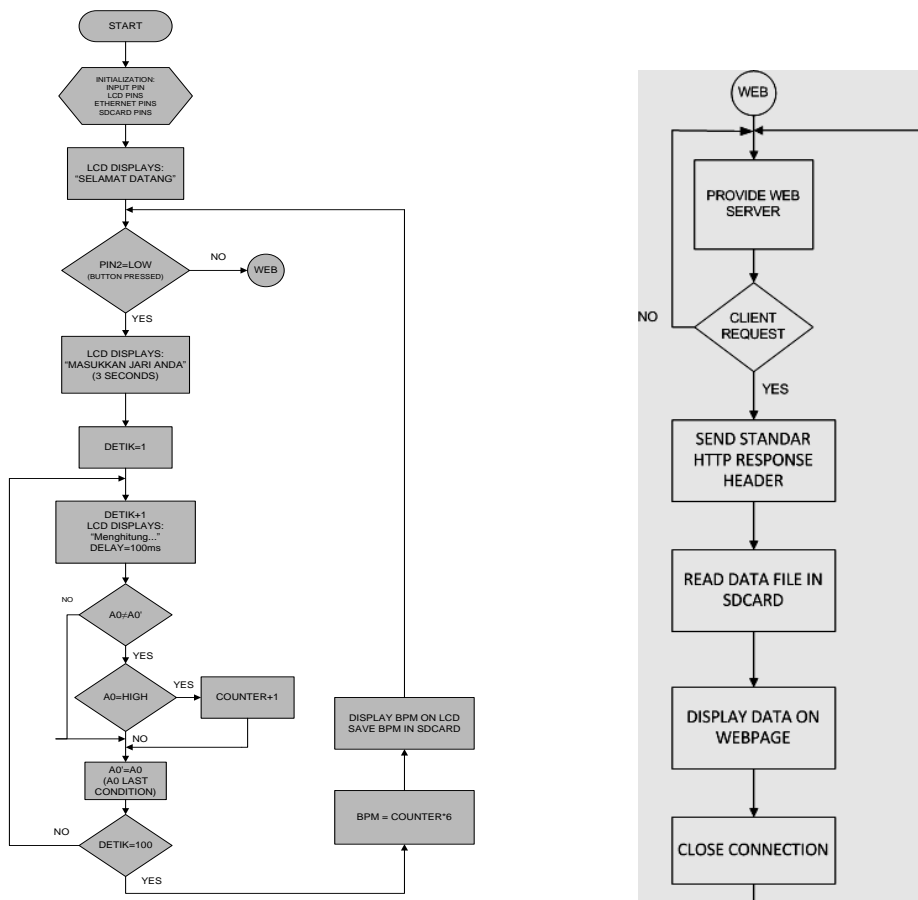 START
INITIALIZATION:
INPUT PIN
LCD PINS
ETHERNET PINS
SDCARD PINS
LCD DISPLAYS:
“SELAMAT DATANG”
PIN2=LOW
(BUTTON PRESSED)
NO
WEB
YES
LCD DISPLAYS:
“MASUKKAN JARI ANDA”
(3 SECONDS)
DETIK=1
DETIK+1
LCD DISPLAYS:
“Menghitung...”
DELAY=100ms
A0≠A0'
NO
YES
A0=HIGH
YES
COUNTER+1
NO
A0'=A0
(A0 LAST
CONDITION)
DETIK=100
NO
YES
BPM = COUNTER*6
DISPLAY BPM ON LCD
SAVE BPM IN SDCARD
WEB
PROVIDE WEB
SERVER
CLIENT
REQUEST
NO
YES
SEND STANDAR
HTTP RESPONSE
HEADER
READ DATA FILE IN
SDCARD
DISPLAY DATA ON
WEBPAGE
CLOSE CONNECTION